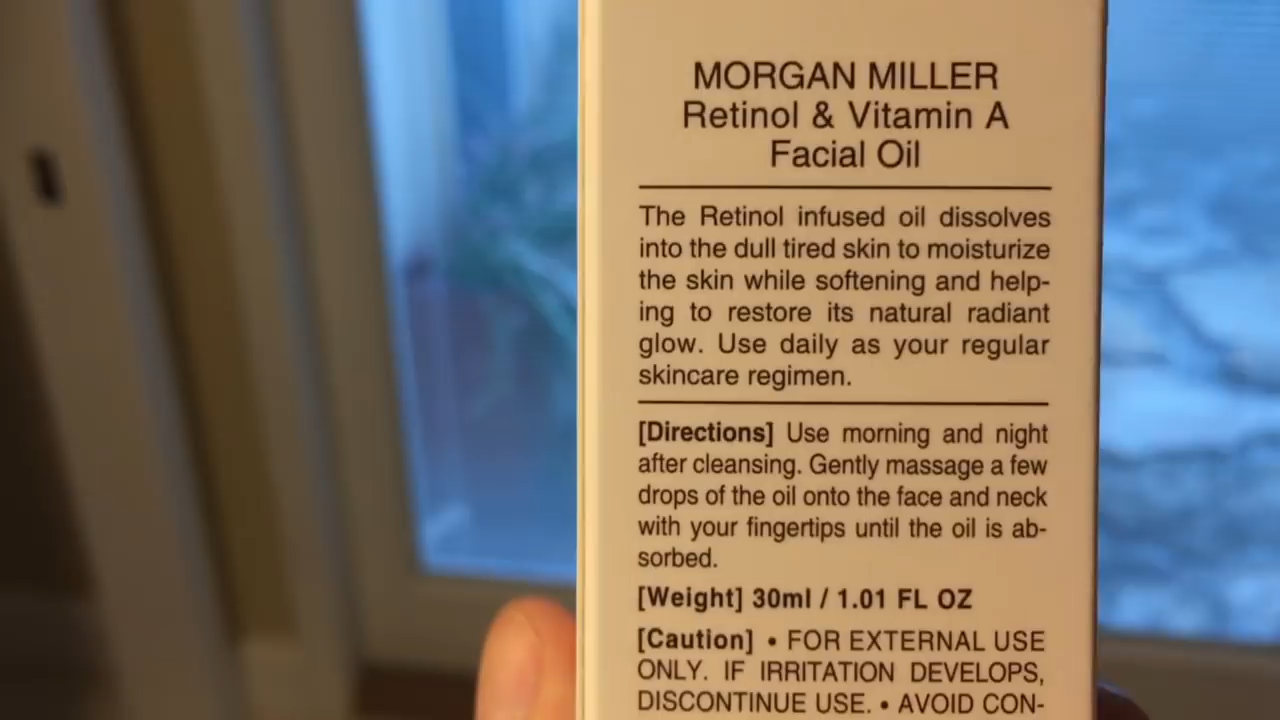 MORGAN MILLER
Retinol & Vitamin A
Facial Oil
The Retinol infused oil dissolves
into the dull tired skin to moisturize
the skin while softening and help-
ing to restore its natural radiant
glow. Use daily as your regular
skincare regimen.
[Directions] Use morning and night
after cleansing. Gently massage a few
drops of the oil onto the face and neck
with your fingertips until the oil is ab-
sorbed.
[Weight] 30ml / 1.01 FL OZ
[Caution] • FOR EXTERNAL USE
ONLY. IF IRRITATION DEVELOPS,
DISCONTINUE USE. • AVOID CON-